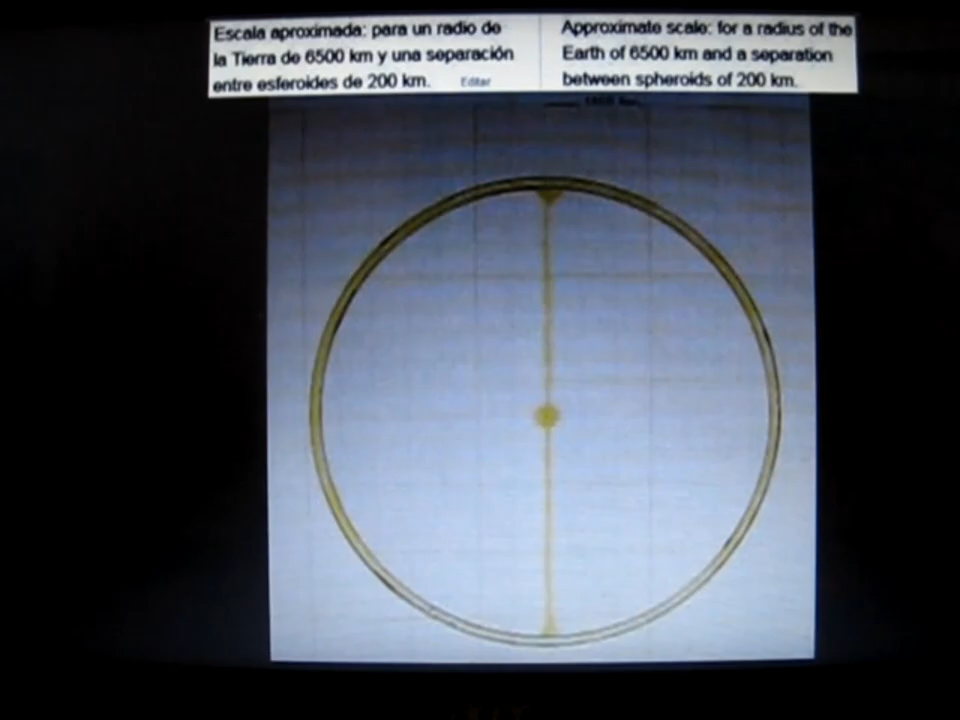 Escala aproximada: para un radio de
la Tierra de 6500 km y una separación
entre esferoides de 200 km.
Editar
Approximate scale: for a radius of the
Earth of 6500 km and a separation
between spheroids of 200 km.